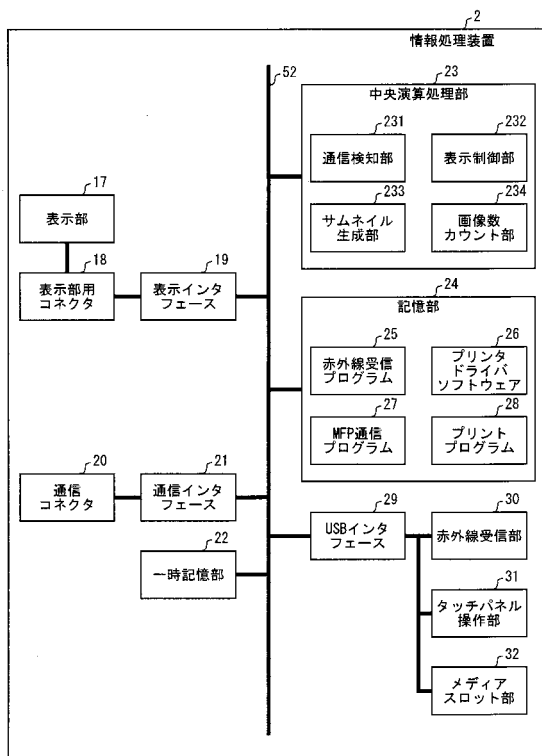 2
情報処理装置
52
23
中央演算処理部
231
通信検知部
232
表示制御部
233
サムネイル
生成部
234
画像数
カウント部
17
表示部
18
表示部用
コネクタ
19
表示インタ
フェース
24
記憶部
25
赤外線受信
プログラム
26
プリンタ
ドライバ
ソフトウェア
27
MFP通信
プログラム
28
プリント
プログラム
20
通信
コネクタ
21
通信インタ
フェース
22
一時記憶部
29
USBインタ
フェース
30
赤外線受信部
31
タッチパネル
操作部
32
メディア
スロット部